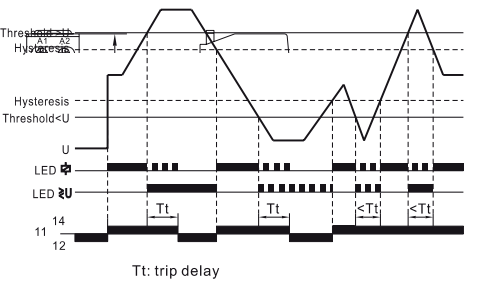 Threshold>U
A1 A2
Hysteresis
Hysteresis
Threshold<U
U
LED
LED U
Tt Tt <Tt <Tt
14
11
12
Tt: trip delay